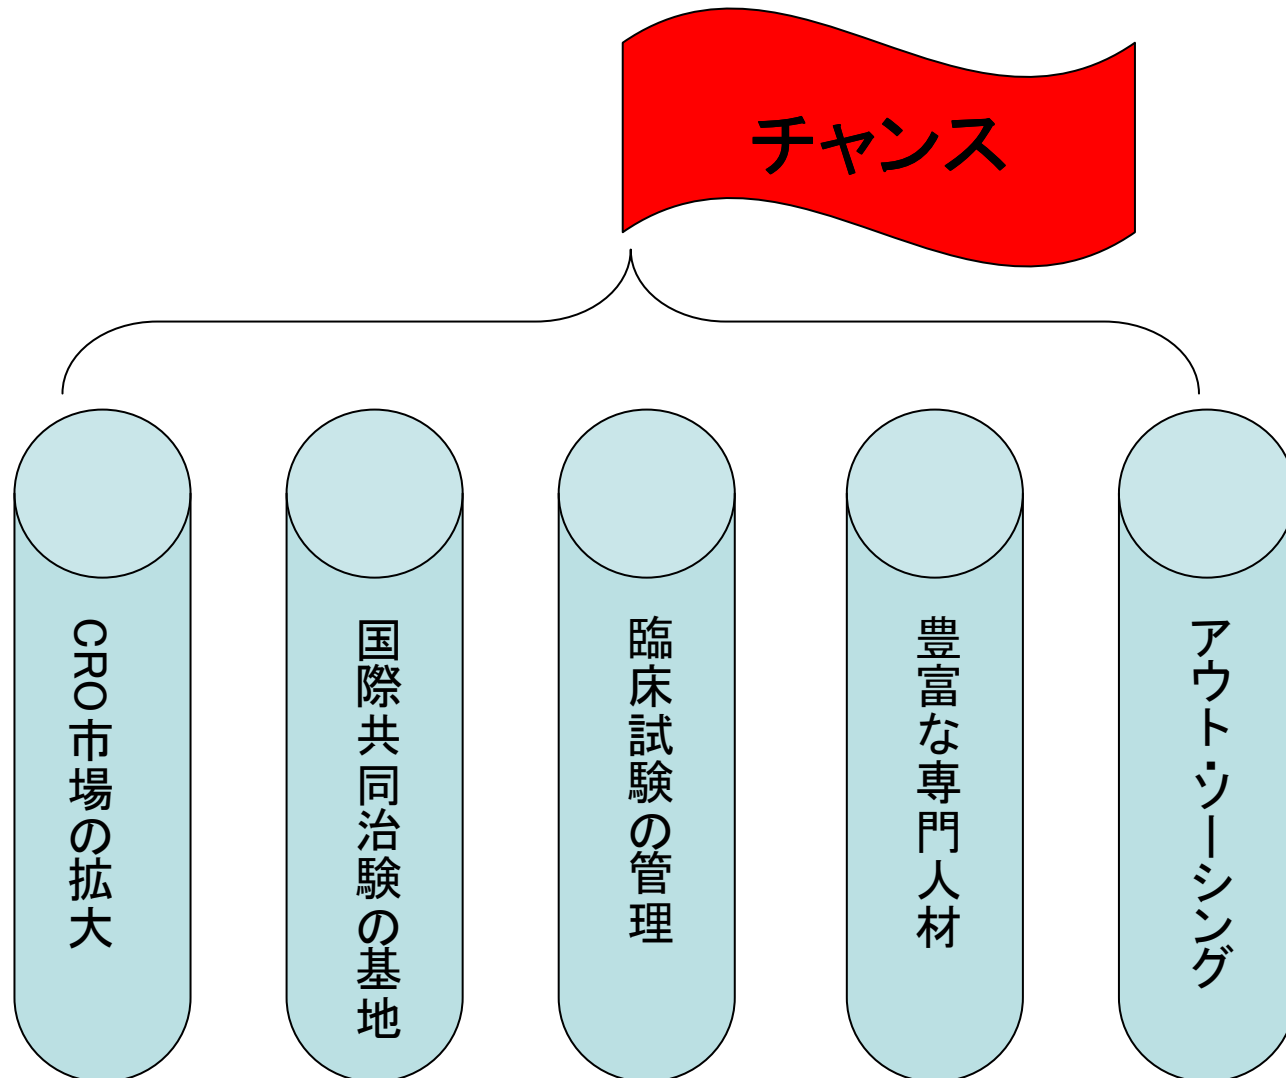 チャンス
CRO市場の拡大
国際共同治験の基地
臨床試験の管理
豊富な専門人材
アウト・ソーシング